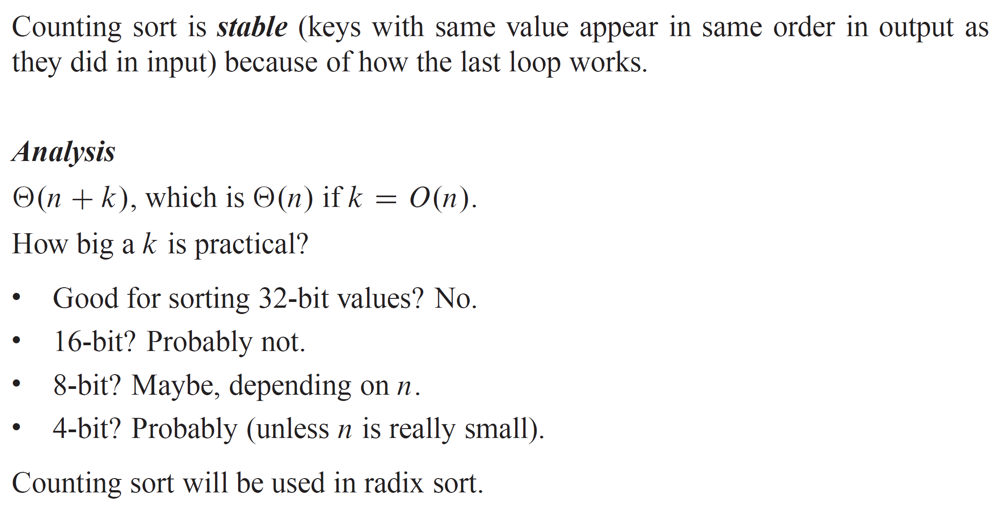 Counting sort is stable (keys with same value appear in same order in output as
they did in input) because of how the last loop works.
Analysis
Θ(n + k), which is Θ(n) if k = O(n).
How big a k is practical?
• Good for sorting 32-bit values? No.
• 16-bit? Probably not.
• 8-bit? Maybe, depending on n.
• 4-bit? Probably (unless n is really small).
Counting sort will be used in radix sort.